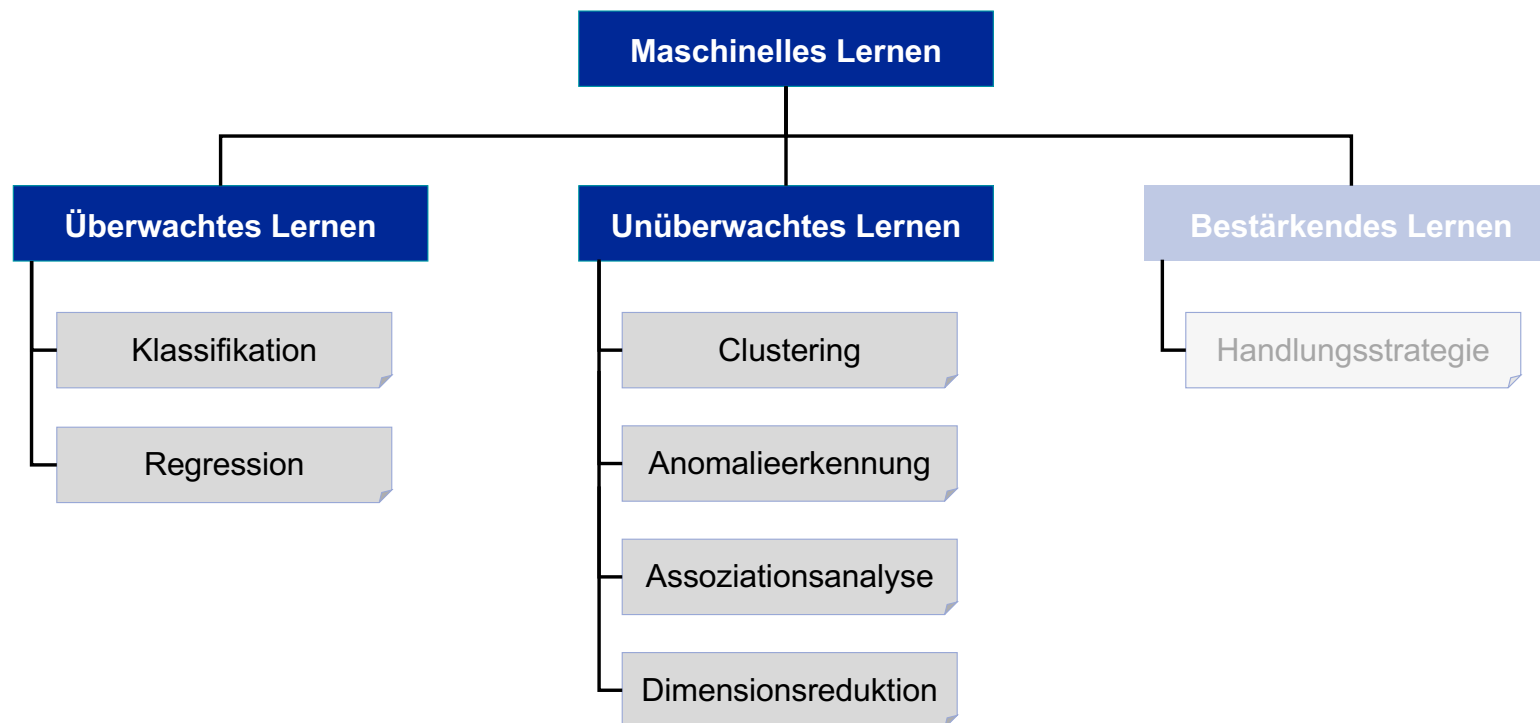 Maschinelles Lernen
Überwachtes Lernen
Klassifikation
Regression
Unüberwachtes Lernen
Clustering
Anomalieerkennung
Assoziationsanalyse
Dimensionsreduktion
Bestärkendes Lernen
Handlungsstrategie